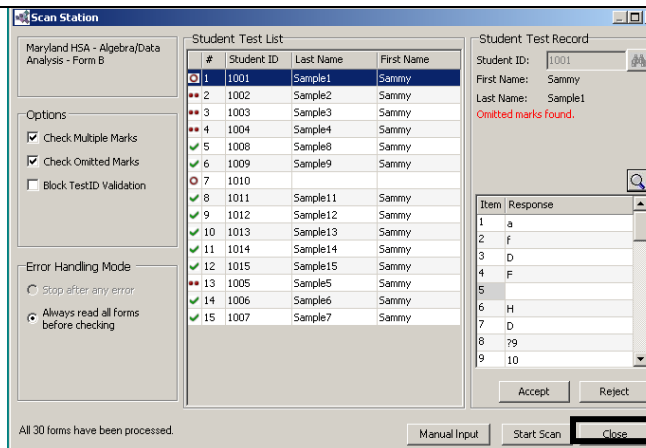 Scan Station
Maryland HSA - Algebra/Data
Analysis - Form B
Options
Check Multiple Marks
Check Omitted Marks
Block TestID Validation
Error Handling Mode
Stop after any error
Always read all forms
before checking
Student Test List
# Student ID Last Name First Name
1 1001 Sample1 Sammy
2 1002 Sample2 Sammy
3 1003 Sample3 Sammy
4 1004 Sample4 Sammy
5 1008 Sample8 Sammy
6 1009 Sample9 Sammy
7 1010
8 1011 Sample11 Sammy
9 1012 Sample12 Sammy
10 1013 Sample13 Sammy
11 1014 Sample14 Sammy
12 1015 Sample15 Sammy
13 1005 Sample5 Sammy
14 1006 Sample6 Sammy
15 1007 Sample7 Sammy
Student Test Record
Student ID: 1001
First Name: Sammy
Last Name: Sample1
Omitted marks found.
Item Response
1 a
2 f
3 D
4 F
5
6 H
7 D
8 ?9
9 10
Accept Reject
All 30 forms have been processed.
Manual Input Start Scan Close